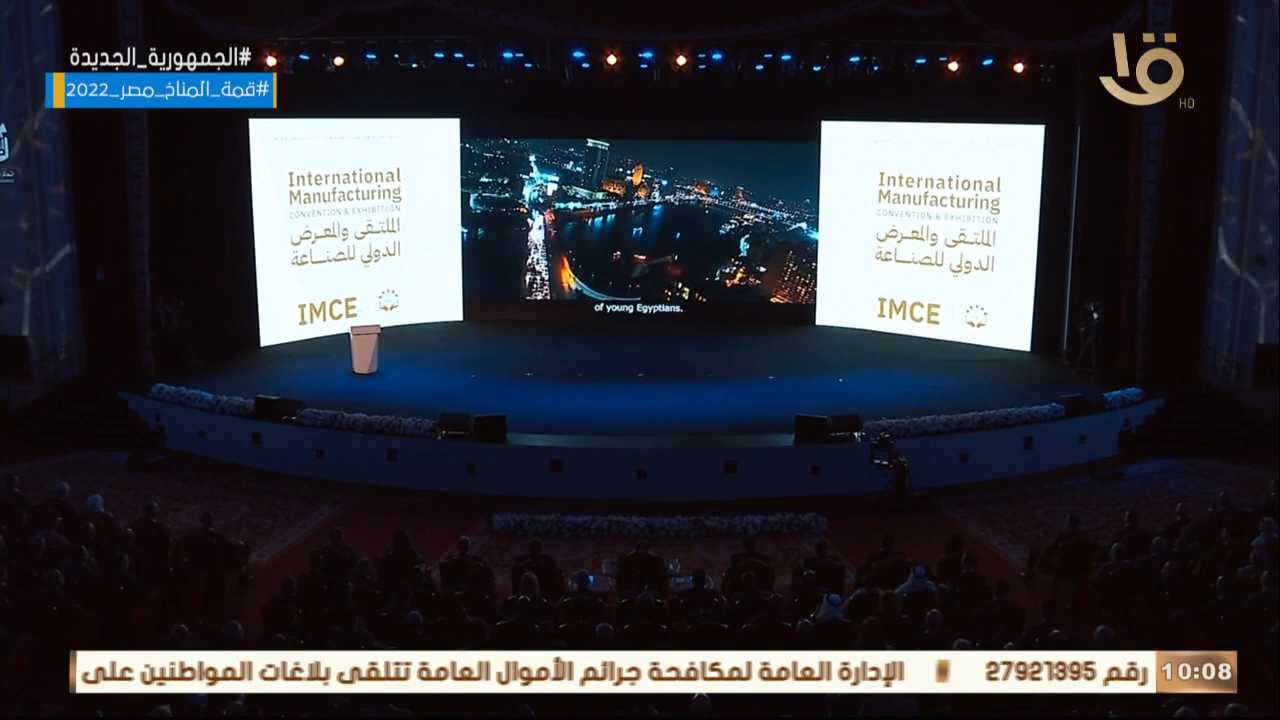 #الجمهورية_الجديدة
#قمة_المناخ_مصر_2022
HD
International
Manufacturing
CONVENTION & EXHIBITION
الملتقى والمعرض
الدولي للصناعة
IMCE
of young Egyptians.
International
Manufacturing
CONVENTION & EXHIBITION
الملتقى والمعرض
الدولي للصناعة
IMCE
10:08
رقم 27921395 الإدارة العامة لمكافحة جرائم الأموال العامة تتلقى بلاغات المواطنين على